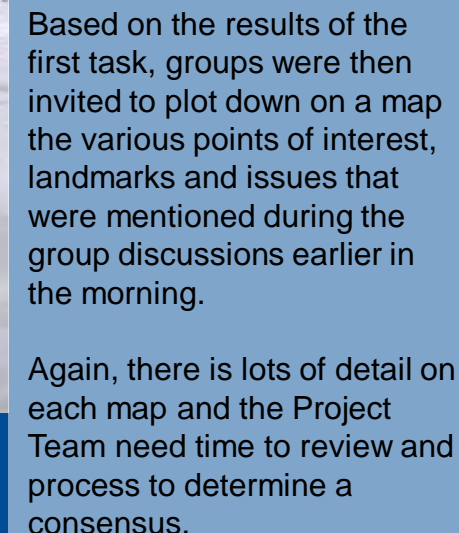 Based on the results of the
first task, groups were then
invited to plot down on a map
the various points of interest,
landmarks and issues that
were mentioned during the
group discussions earlier in
the morning.
Again, there is lots of detail on
each map and the Project
Team need time to review and
process to determine a
consensus.